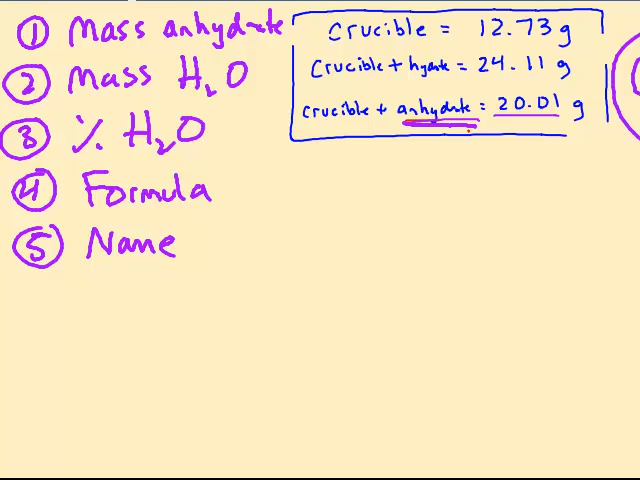 ① Mass anhydrate
② Mass H₂O
③ % H₂O
④ Formula
⑤ Name
Crucible = 12.73 g
Crucible + hydrate = 24.11 g
Crucible + anhydrate = 20.01 g